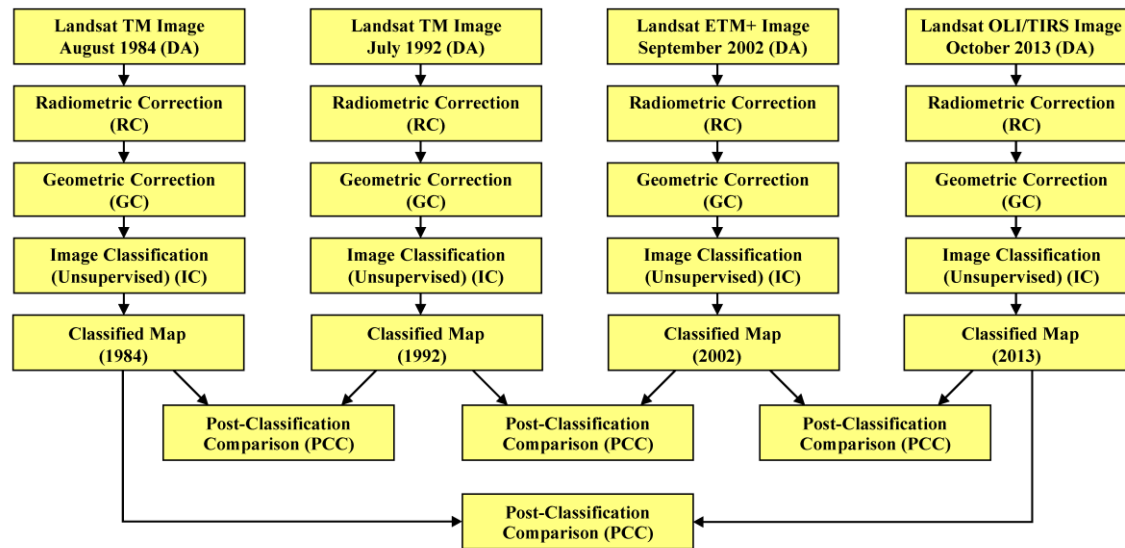 Landsat TM Image
August 1984 (DA)
Landsat TM Image
July 1992 (DA)
Landsat ETM+ Image
September 2002 (DA)
Landsat OLI/TIRS Image
October 2013 (DA)
Radiometric Correction
(RC)
Radiometric Correction
(RC)
Radiometric Correction
(RC)
Radiometric Correction
(RC)
Geometric Correction
(GC)
Geometric Correction
(GC)
Geometric Correction
(GC)
Geometric Correction
(GC)
Image Classification
(Unsupervised) (IC)
Image Classification
(Unsupervised) (IC)
Image Classification
(Unsupervised) (IC)
Image Classification
(Unsupervised) (IC)
Classified Map
(1984)
Classified Map
(1992)
Classified Map
(2002)
Classified Map
(2013)
Post-Classification
Comparison (PCC)
Post-Classification
Comparison (PCC)
Post-Classification
Comparison (PCC)
Post-Classification
Comparison (PCC)